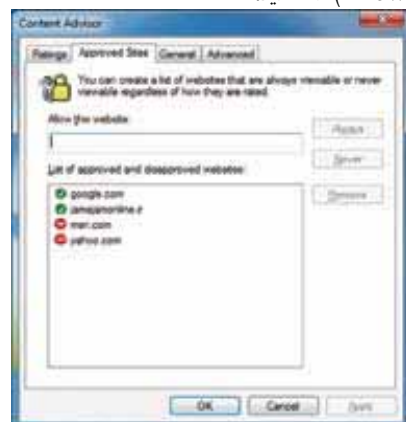 Content Advisor
Ratings Approved Sites General Advanced
You can create a list of websites that are always viewable or never
viewable regardless of how they are rated.
Allow this website:
Always
Never
List of approved and disapproved websites:
Remove
google.com
jamejamonline.ir
msn.com
yahoo.com
OK Cancel Apply